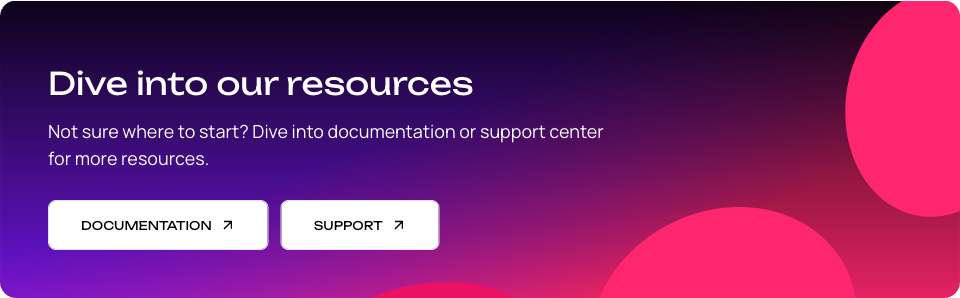 Dive into our resources
Not sure where to start? Dive into documentation or support center
for more resources.
DOCUMENTATION
SUPPORT